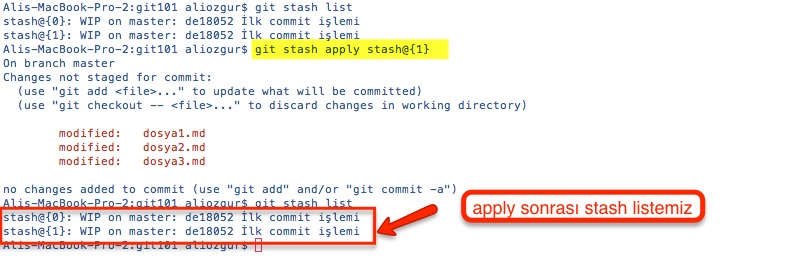 Alis-MacBook-Pro-2:git101 aliozgur$ git stash list
stash@{0}: WIP on master: de18052 İlk commit işlemi
stash@{1}: WIP on master: de18052 İlk commit işlemi
Alis-MacBook-Pro-2:git101 aliozgur$ git stash apply stash@{1}
On branch master
Changes not staged for commit:
  (use "git add <file>..." to update what will be committed)
  (use "git checkout -- <file>..." to discard changes in working directory)
        modified:   dosya1.md
        modified:   dosya2.md
        modified:   dosya3.md
no changes added to commit (use "git add" and/or "git commit -a")
Alis-MacBook-Pro-2:git101 aliozgur$ git stash list
stash@{0}: WIP on master: de18052 İlk commit işlemi
stash@{1}: WIP on master: de18052 İlk commit işlemi
Alis-MacBook-Pro-2:git101 aliozgur$
apply sonrası stash listemiz